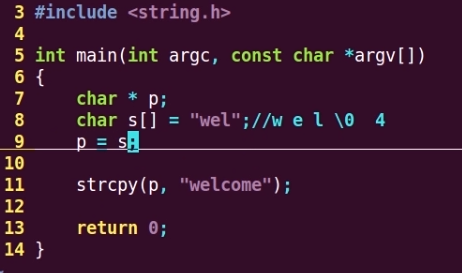 3 #include <string.h>
4
5 int main(int argc, const char *argv[])
6 {
7     char * p;
8     char s[] = "wel";//w e l \0  4
9     p = s;
10
11     strcpy(p, "welcome");
12
13     return 0;
14 }